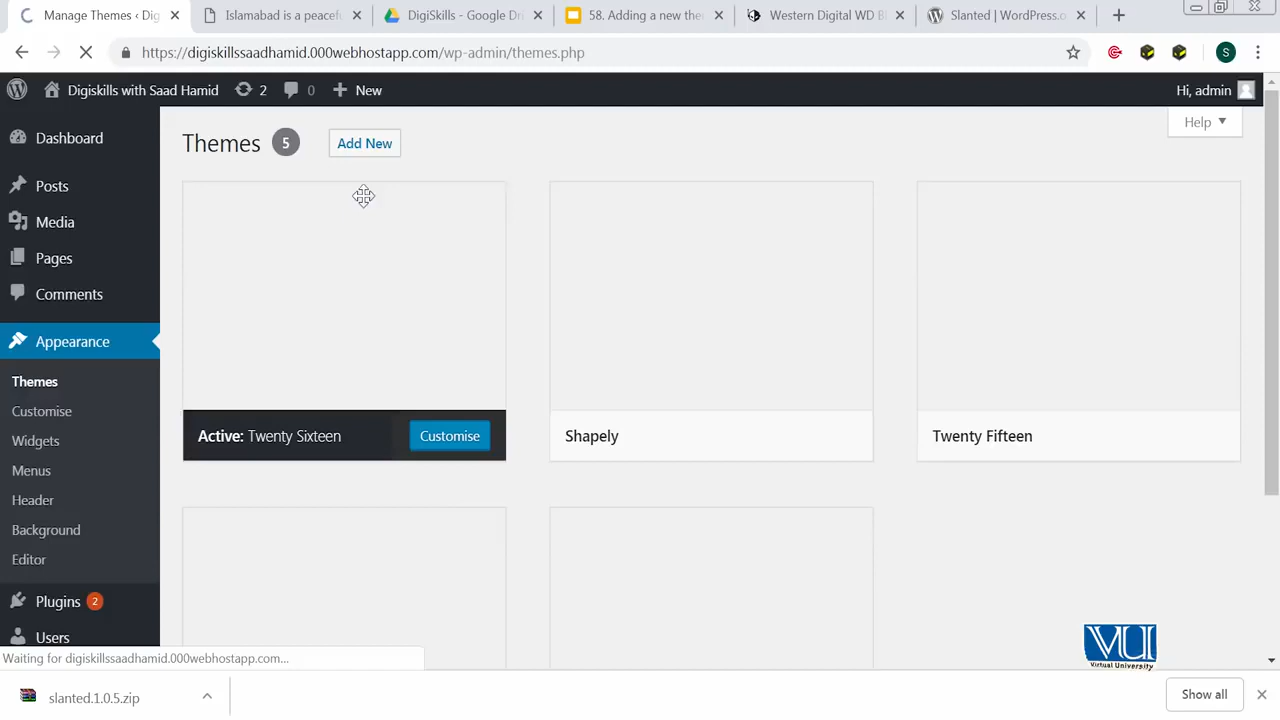 Manage Themes ‹ Dig
Islamabad is a peacefu
DigiSkills - Google Dri
58. Adding a new the
Western Digital WD Bl
Slanted | WordPress.o
https://digiskillssaadhamid.000webhostapp.com/wp-admin/themes.php
S
Digiskills with Saad Hamid
2
0
New
Hi, admin
Dashboard
Posts
Media
Pages
Comments
Appearance
Themes
Customise
Widgets
Menus
Header
Background
Editor
Plugins 2
Users
Themes 5
Add New
Help
Active: Twenty Sixteen
Customise
Shapely
Twenty Fifteen
VU
Virtual University
Waiting for digiskillssaadhamid.000webhostapp.com...
slanted.1.0.5.zip
Show all